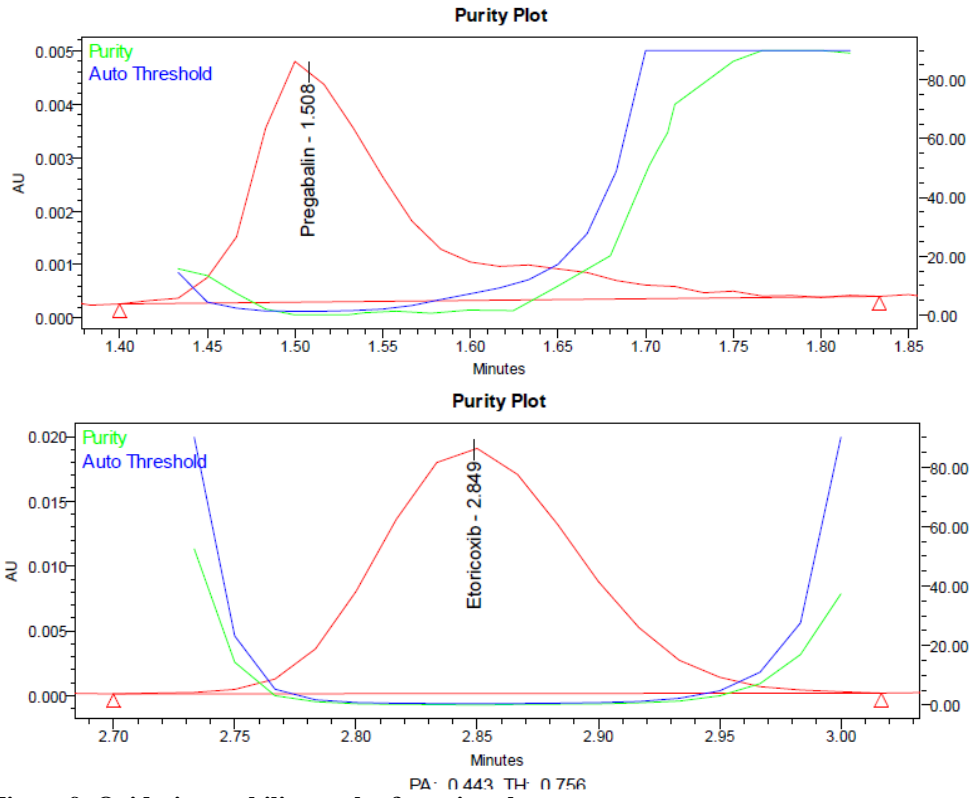 Purity Plot
Purity
Auto Threshold
AU
0.005
0.004
0.003
0.002
0.001
0.000
80.00
60.00
40.00
20.00
0.00
Pregabalin - 1.508
1.40 1.45 1.50 1.55 1.60 1.65 1.70 1.75 1.80 1.85
Minutes
Purity Plot
Purity
Auto Threshold
AU
0.020
0.015
0.010
0.005
0.000
80.00
60.00
40.00
20.00
0.00
Etoricoxib - 2.849
2.70 2.75 2.80 2.85 2.90 2.95 3.00
Minutes
PA: 0.443 TH: 0.756